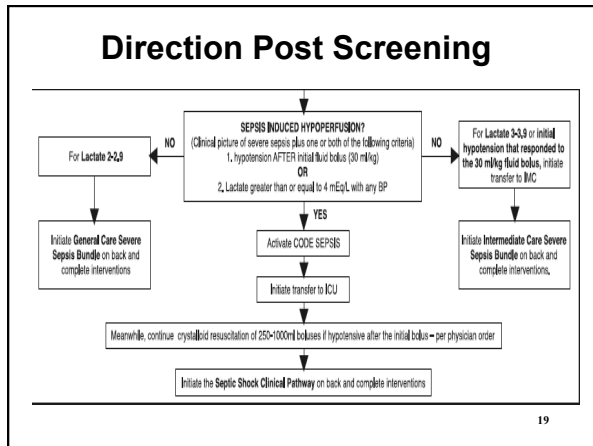 Direction Post Screening
SEPSIS INDUCED HYPOPERFUSION?
(Clinical picture of severe sepsis plus one or both of the following criteria)
1. hypotension AFTER initial fluid bolus (30 ml/kg)
OR
2. Lactate greater than or equal to 4 mEq/L with any BP
NO
For Lactate 2-2.9
Initiate General Care Severe
Sepsis Bundle on back and
complete interventions
NO
For Lactate 3-3.9 or initial
hypotension that responded to
the 30 ml/kg fluid bolus, initiate
transfer to IMC
Initiate Intermediate Care Severe
Sepsis Bundle on back and
complete interventions.
YES
Activate CODE SEPSIS
Initiate transfer to ICU
Meanwhile, continue crystalloid resuscitation of 250-1000ml boluses if hypotensive after the initial bolus – per physician order
Initiate the Septic Shock Clinical Pathway on back and complete interventions
19